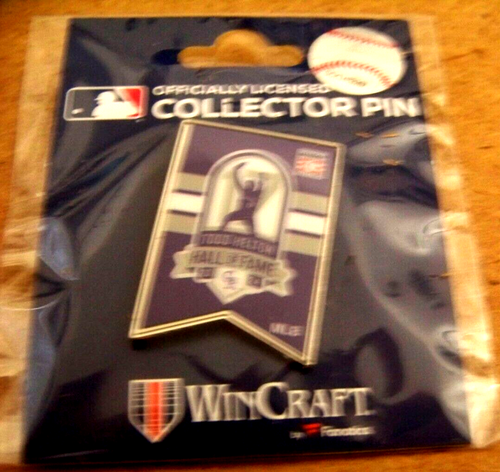 OFFICIALLY LICENSED
COLLECTOR PIN
TODD HELTON
HALL OF FAME
MLB
WINCRAFT
by Fanatics